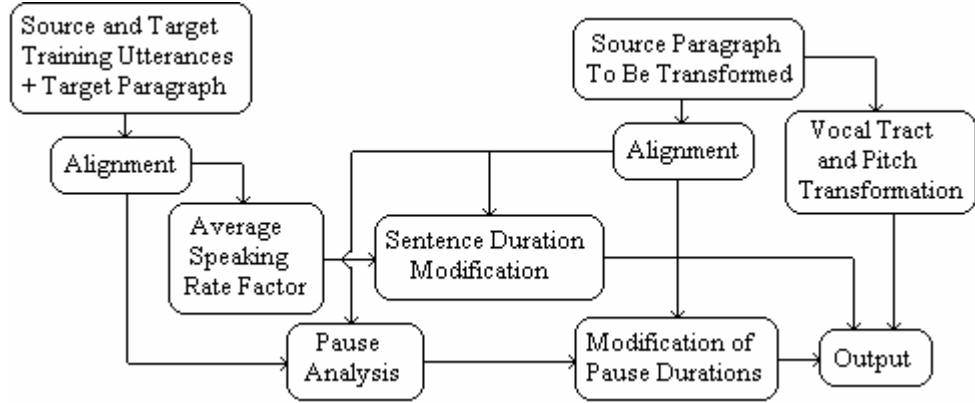 Source and Target
Training Utterances
+ Target Paragraph
Source Paragraph
To Be Transformed
Alignment
Alignment
Vocal Tract
and Pitch
Transformation
Average
Speaking
Rate Factor
Sentence Duration
Modification
Pause
Analysis
Modification of
Pause Durations
Output